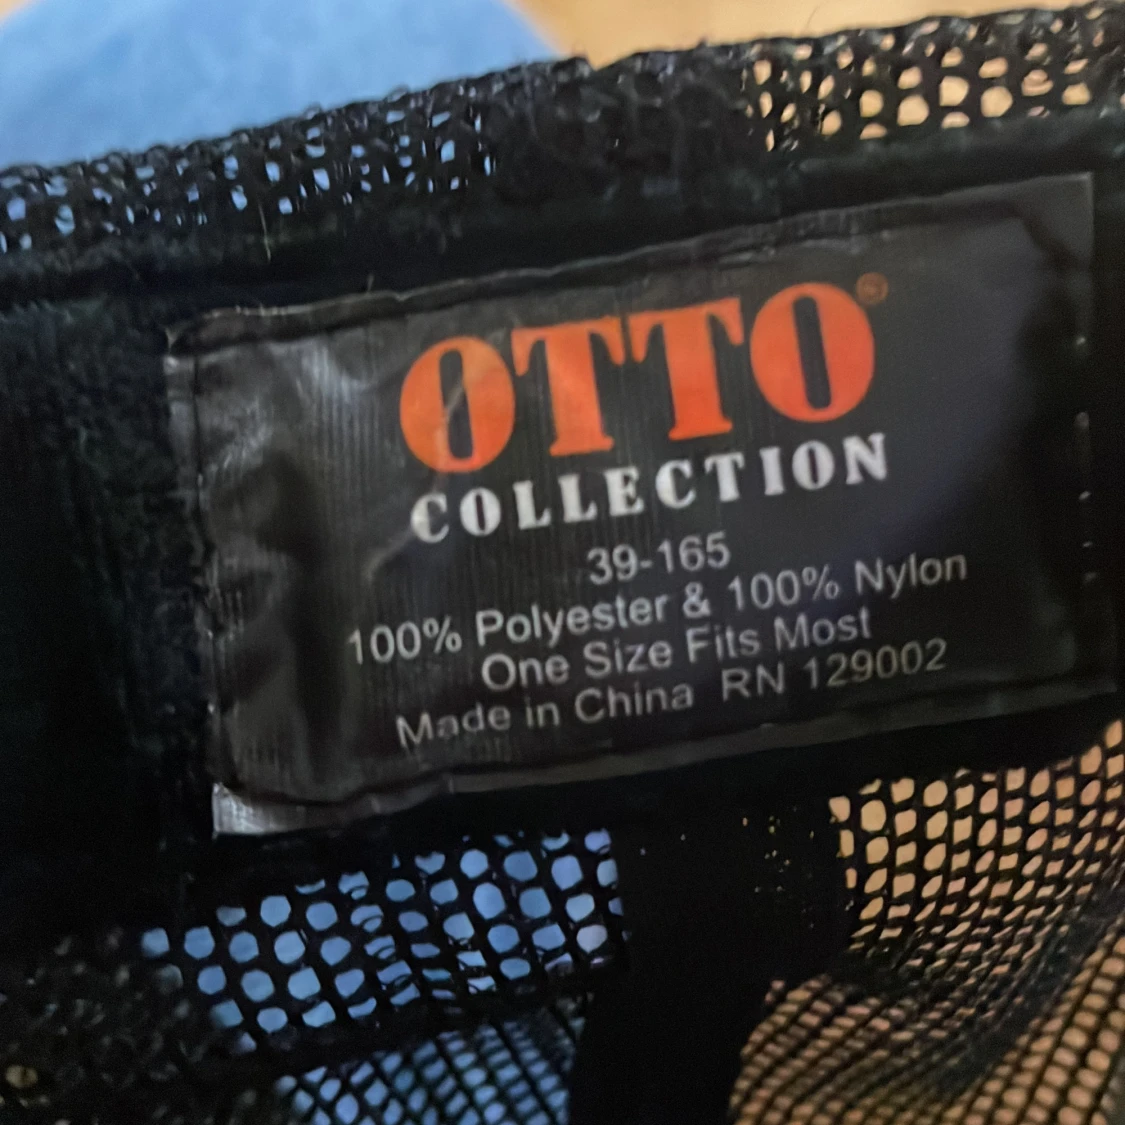 OTTO®
COLLECTION
39-165
100% Polyester & 100% Nylon
One Size Fits Most
Made in China RN 129002